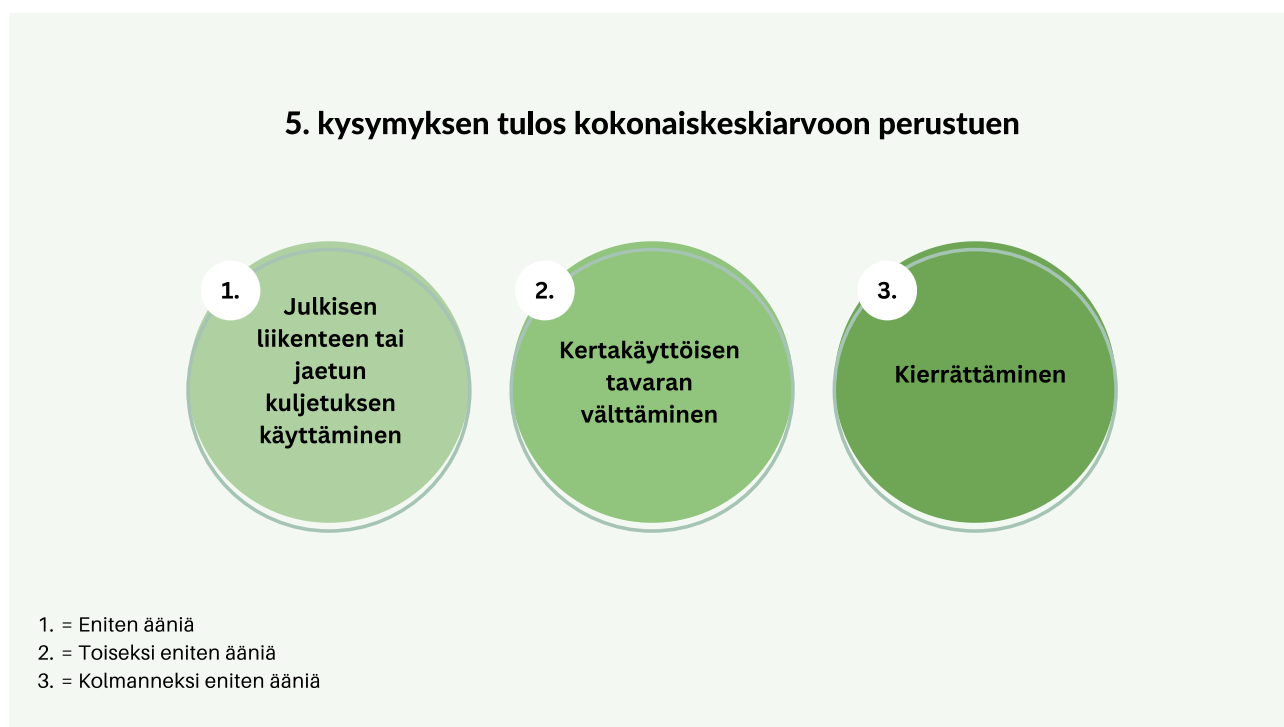 5. kysymyksen tulos kokonaiskeskiarvoon perustuen
1.
Julkisen
liikenteen tai
jaetun
kuljetuksen
käyttäminen
2.
Kertakäyttöisen
tavaran
välttäminen
3.
Kierrättäminen
1. = Eniten ääniä
2. = Toiseksi eniten ääniä
3. = Kolmanneksi eniten ääniä